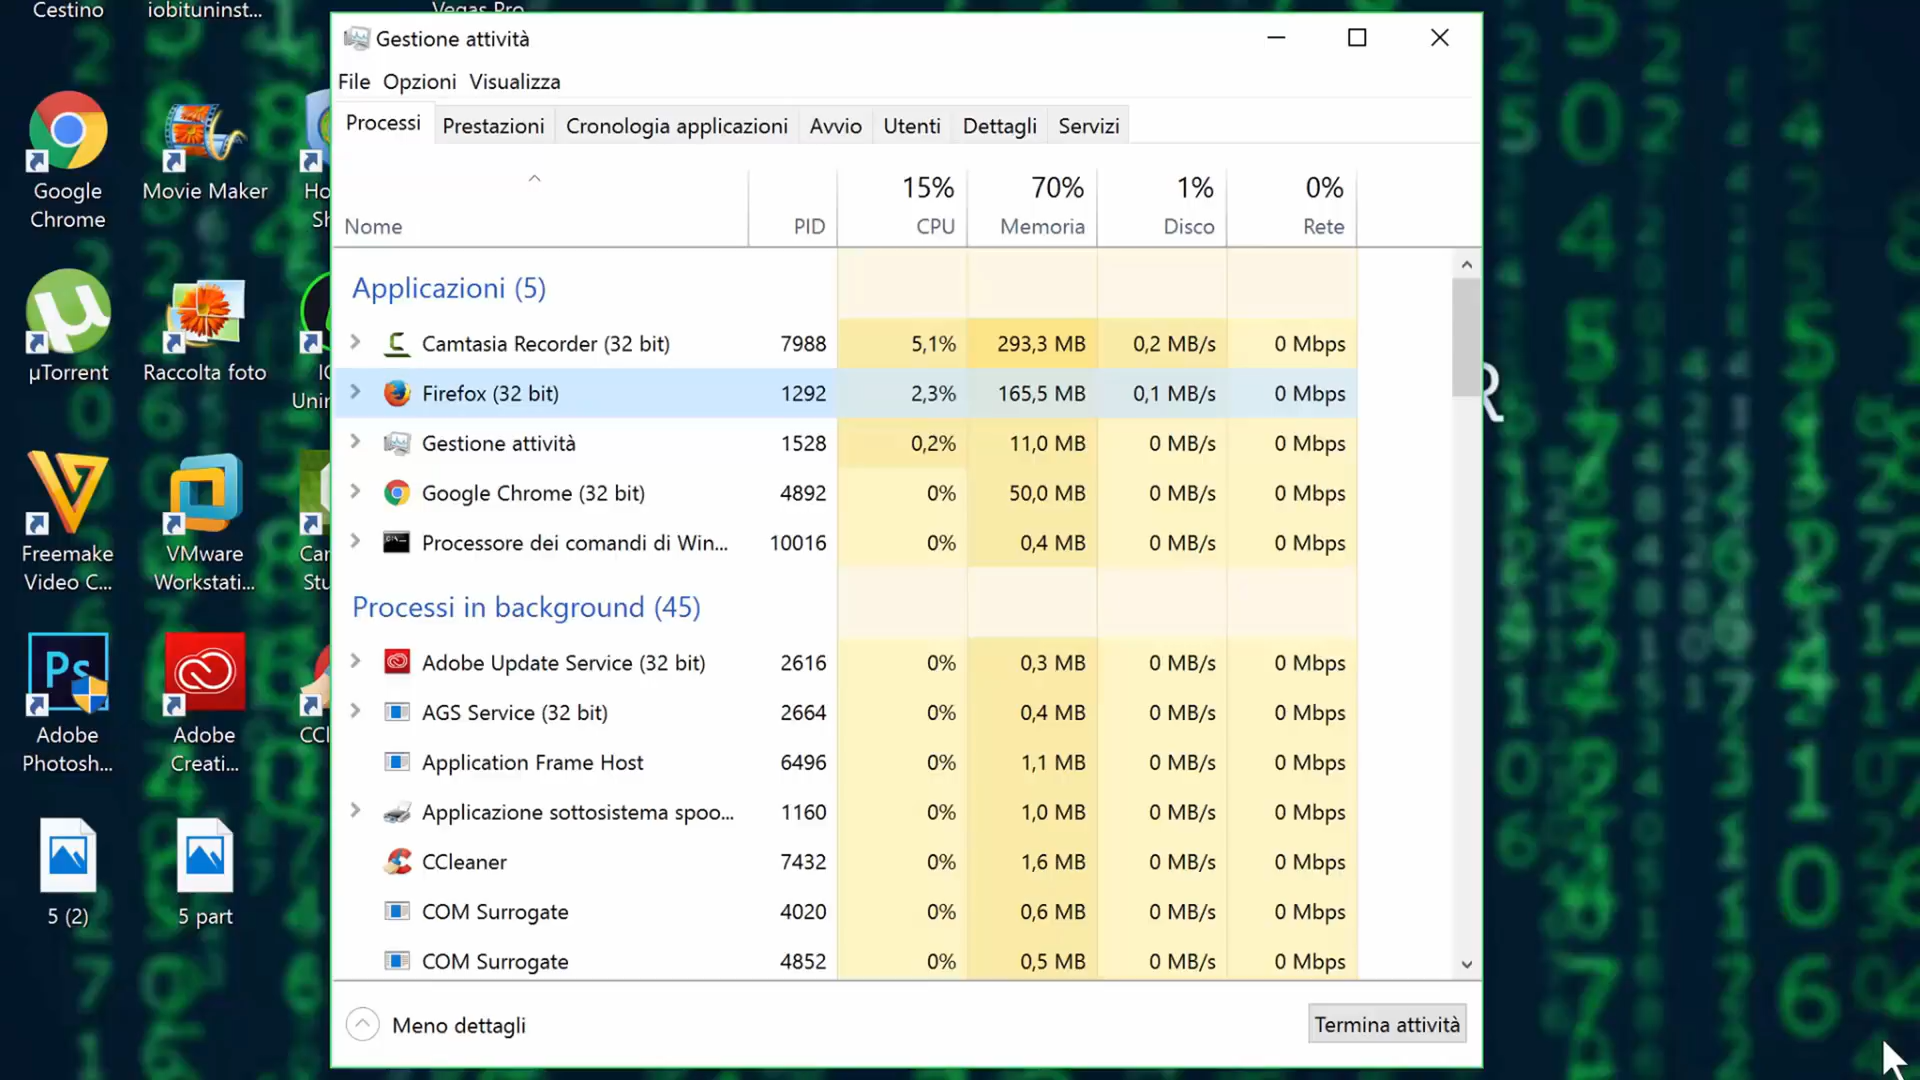 Cestino
iobituninst...
Vegas Pro
Google
Chrome
Movie Maker
µTorrent
Raccolta foto
Freemake
Video C...
VMware
Workstati...
Ps
Adobe
Photosh...
Adobe
Creati...
5 (2)
5 part
Gestione attività
File Opzioni Visualizza
Processi Prestazioni Cronologia applicazioni Avvio Utenti Dettagli Servizi
15% 70% 1% 0%
Nome PID CPU Memoria Disco Rete
Applicazioni (5)
Camtasia Recorder (32 bit) 7988 5,1% 293,3 MB 0,2 MB/s 0 Mbps
Firefox (32 bit) 1292 2,3% 165,5 MB 0,1 MB/s 0 Mbps
Gestione attività 1528 0,2% 11,0 MB 0 MB/s 0 Mbps
Google Chrome (32 bit) 4892 0% 50,0 MB 0 MB/s 0 Mbps
Processore dei comandi di Win... 10016 0% 0,4 MB 0 MB/s 0 Mbps
Processi in background (45)
Adobe Update Service (32 bit) 2616 0% 0,3 MB 0 MB/s 0 Mbps
AGS Service (32 bit) 2664 0% 0,4 MB 0 MB/s 0 Mbps
Application Frame Host 6496 0% 1,1 MB 0 MB/s 0 Mbps
Applicazione sottosistema spoo... 1160 0% 1,0 MB 0 MB/s 0 Mbps
CCleaner 7432 0% 1,6 MB 0 MB/s 0 Mbps
COM Surrogate 4020 0% 0,6 MB 0 MB/s 0 Mbps
COM Surrogate 4852 0% 0,5 MB 0 MB/s 0 Mbps
Meno dettagli
Termina attività